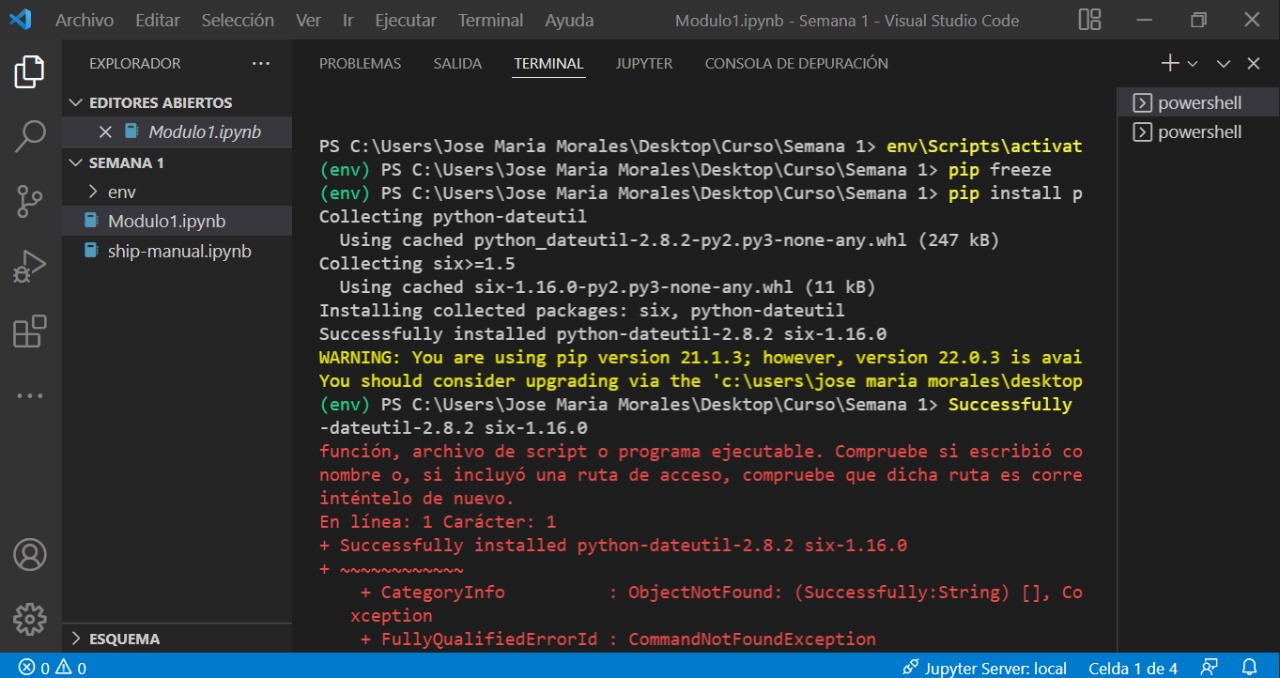 Archivo Editar Selección Ver Ir Ejecutar Terminal Ayuda Modulo1.ipynb - Semana 1 - Visual Studio Code
EXPLORADOR
EDITORES ABIERTOS
Modulo1.ipynb
SEMANA 1
env
Modulo1.ipynb
ship-manual.ipynb
ESQUEMA
PROBLEMAS SALIDA TERMINAL JUPYTER CONSOLA DE DEPURACIÓN
PS C:\Users\Jose Maria Morales\Desktop\Curso\Semana 1> env\Scripts\activat
(env) PS C:\Users\Jose Maria Morales\Desktop\Curso\Semana 1> pip freeze
(env) PS C:\Users\Jose Maria Morales\Desktop\Curso\Semana 1> pip install p
Collecting python-dateutil
Using cached python_dateutil-2.8.2-py2.py3-none-any.whl (247 kB)
Collecting six>=1.5
Using cached six-1.16.0-py2.py3-none-any.whl (11 kB)
Installing collected packages: six, python-dateutil
Successfully installed python-dateutil-2.8.2 six-1.16.0
WARNING: You are using pip version 21.1.3; however, version 22.0.3 is avai
You should consider upgrading via the 'c:\users\jose maria morales\desktop
(env) PS C:\Users\Jose Maria Morales\Desktop\Curso\Semana 1> Successfully
-dateutil-2.8.2 six-1.16.0
función, archivo de script o programa ejecutable. Compruebe si escribió co
nombre o, si incluyó una ruta de acceso, compruebe que dicha ruta es corre
inténtelo de nuevo.
En línea: 1 Carácter: 1
+ Successfully installed python-dateutil-2.8.2 six-1.16.0
+ ~~~~~~~~~~~~
+ CategoryInfo : ObjectNotFound: (Successfully:String) [], Co
xception
+ FullyQualifiedErrorId : CommandNotFoundException
powershell
powershell
0 0 Jupyter Server: local Celda 1 de 4